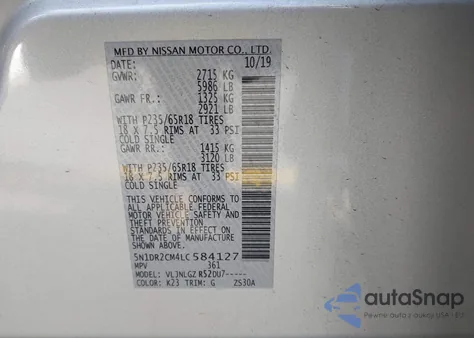 MFD BY NISSAN MOTOR CO., LTD.
DATE: 10/19
GVWR: 2715 KG
5986 LB
GAWR FR.: 1325 KG
2921 LB
WITH P235/65R18 TIRES
18 X 7.5 RIMS AT 33 PSI
COLD SINGLE
GAWR RR.: 1415 KG
3120 LB
WITH P235/65R18 TIRES
18 X 7.5 RIMS AT 33 PSI
COLD SINGLE
THIS VEHICLE CONFORMS TO
ALL APPLICABLE FEDERAL
MOTOR VEHICLE SAFETY AND
THEFT PREVENTION
STANDARDS IN EFFECT ON
THE DATE OF MANUFACTURE
SHOWN ABOVE.
5N1DR2CM4LC584127
MPV 361
MODEL: VLJNLGZ R52DU7-----
COLOR: K23 TRIM: G ZS30A
autaSnap
Pewne auto z USA i EU